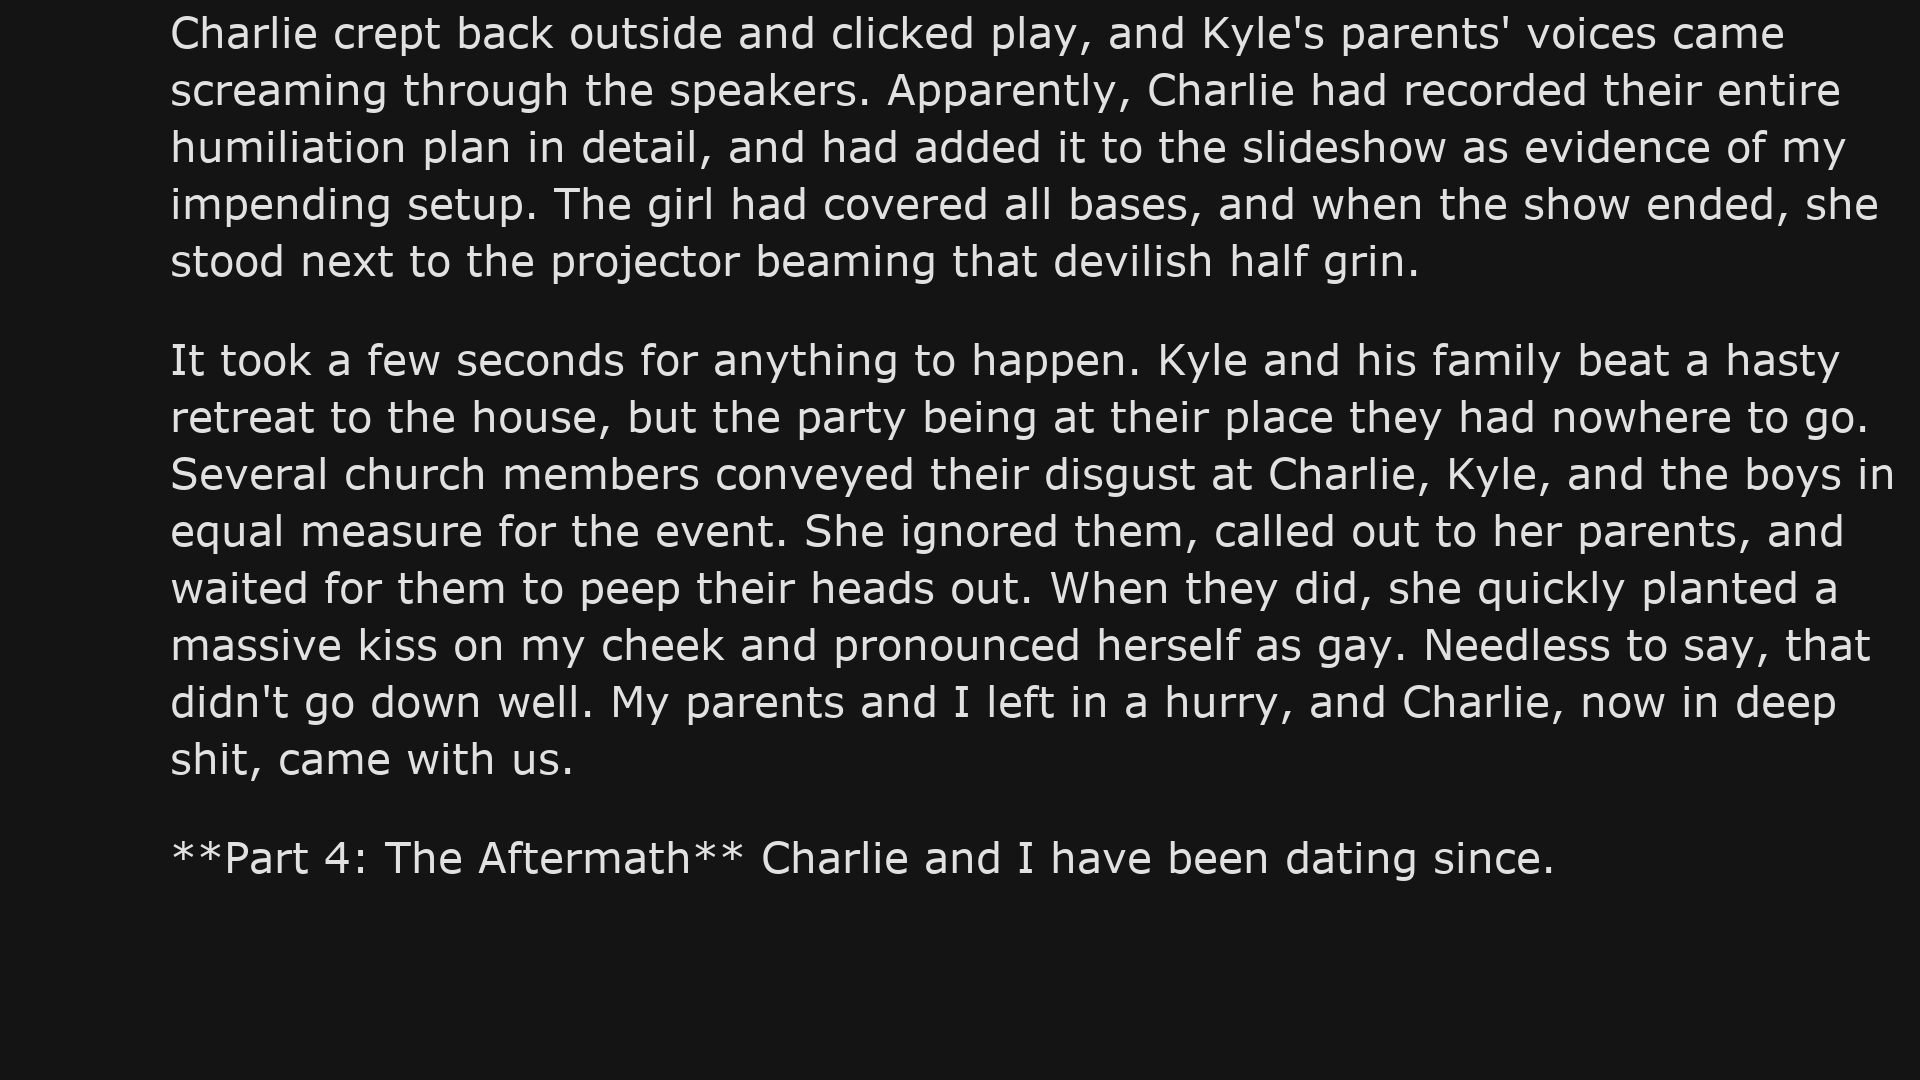 Charlie crept back outside and clicked play, and Kyle's parents' voices came
screaming through the speakers. Apparently, Charlie had recorded their entire
humiliation plan in detail, and had added it to the slideshow as evidence of my
impending setup. The girl had covered all bases, and when the show ended, she
stood next to the projector beaming that devilish half grin.
It took a few seconds for anything to happen. Kyle and his family beat a hasty
retreat to the house, but the party being at their place they had nowhere to go.
Several church members conveyed their disgust at Charlie, Kyle, and the boys in
equal measure for the event. She ignored them, called out to her parents, and
waited for them to peep their heads out. When they did, she quickly planted a
massive kiss on my cheek and pronounced herself as gay. Needless to say, that
didn't go down well. My parents and I left in a hurry, and Charlie, now in deep
shit, came with us.
**Part 4: The Aftermath** Charlie and I have been dating since.